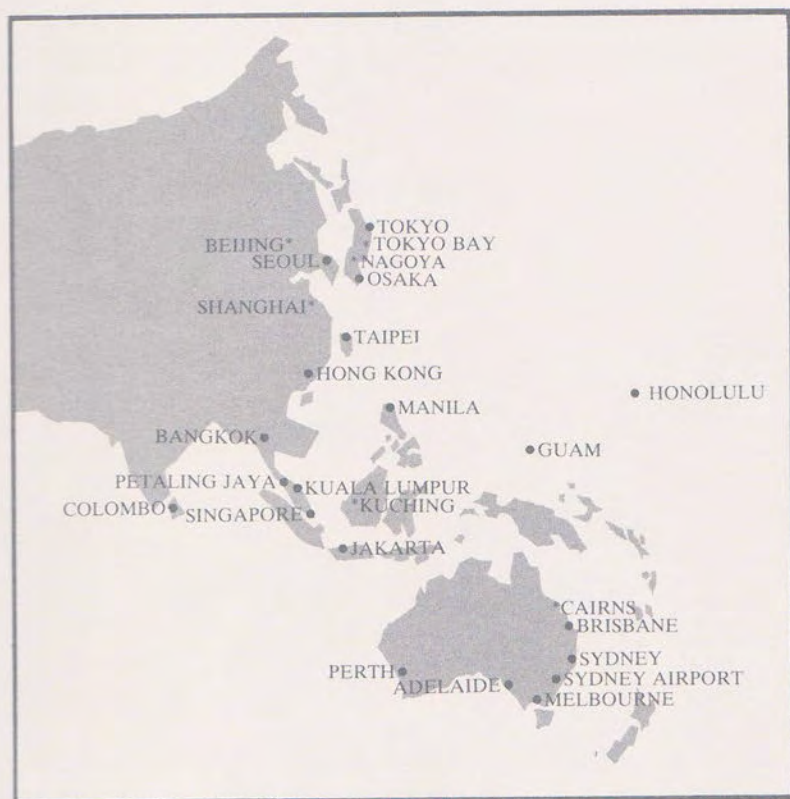 TOKYO
BEIJING* *TOKYO BAY
SEOUL *NAGOYA
OSAKA
SHANGHAI*
TAIPEI
HONG KONG
HONOLULU
MANILA
BANGKOK
GUAM
PETALING JAYA
KUALA LUMPUR
COLOMBO
*KUCHING
SINGAPORE
JAKARTA
*CAIRNS
BRISBANE
SYDNEY
PERTH
SYDNEY AIRPORT
ADELAIDE
MELBOURNE